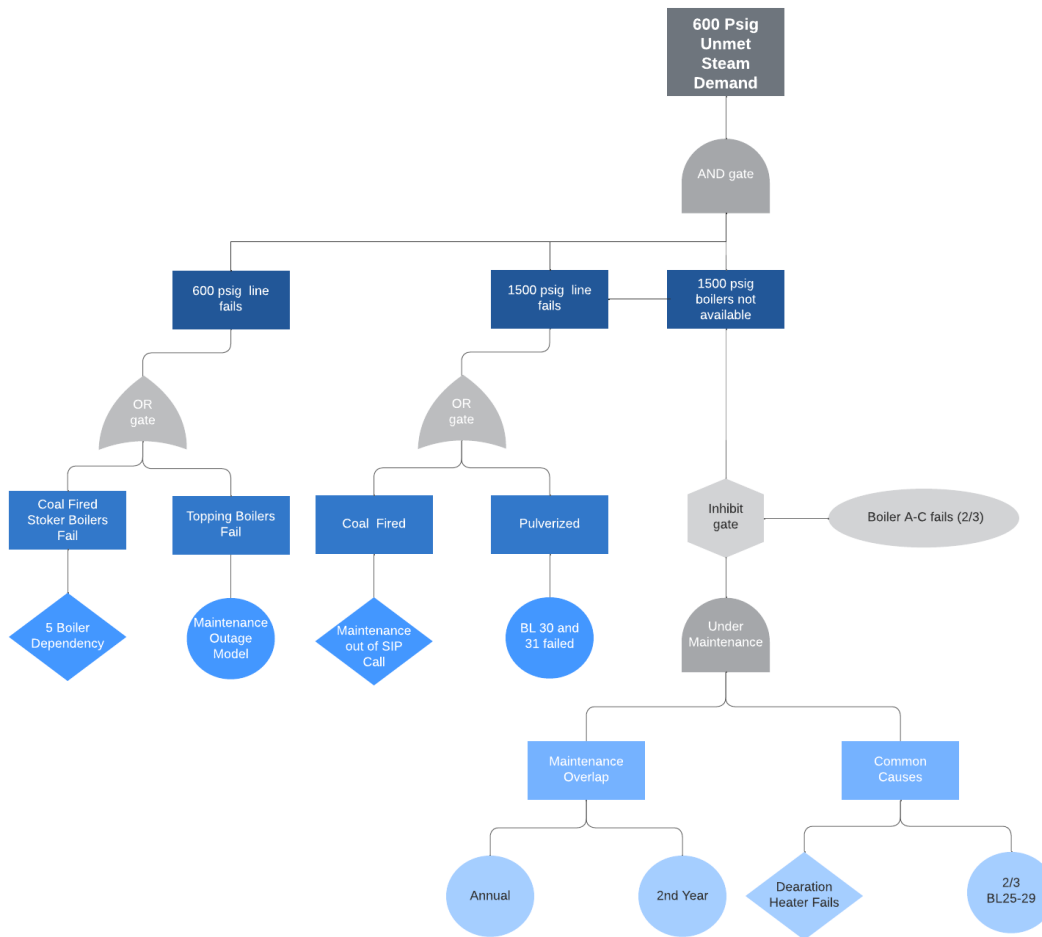 600 Psig
Unmet
Steam
Demand
AND gate
600 psig line
fails
1500 psig line
fails
1500 psig
boilers not
available
OR
gate
OR
gate
Coal Fired
Stoker Boilers
Fail
Topping Boilers
Fail
Coal Fired
Pulverized
Inhibit
gate
Boiler A-C fails (2/3)
5 Boiler
Dependency
Maintenance
Outage
Model
Maintenance
out of SIP
Call
BL 30 and
31 failed
Under
Maintenance
Maintenance
Overlap
Common
Causes
Annual
2nd Year
Dearation
Heater Fails
2/3
BL25-29